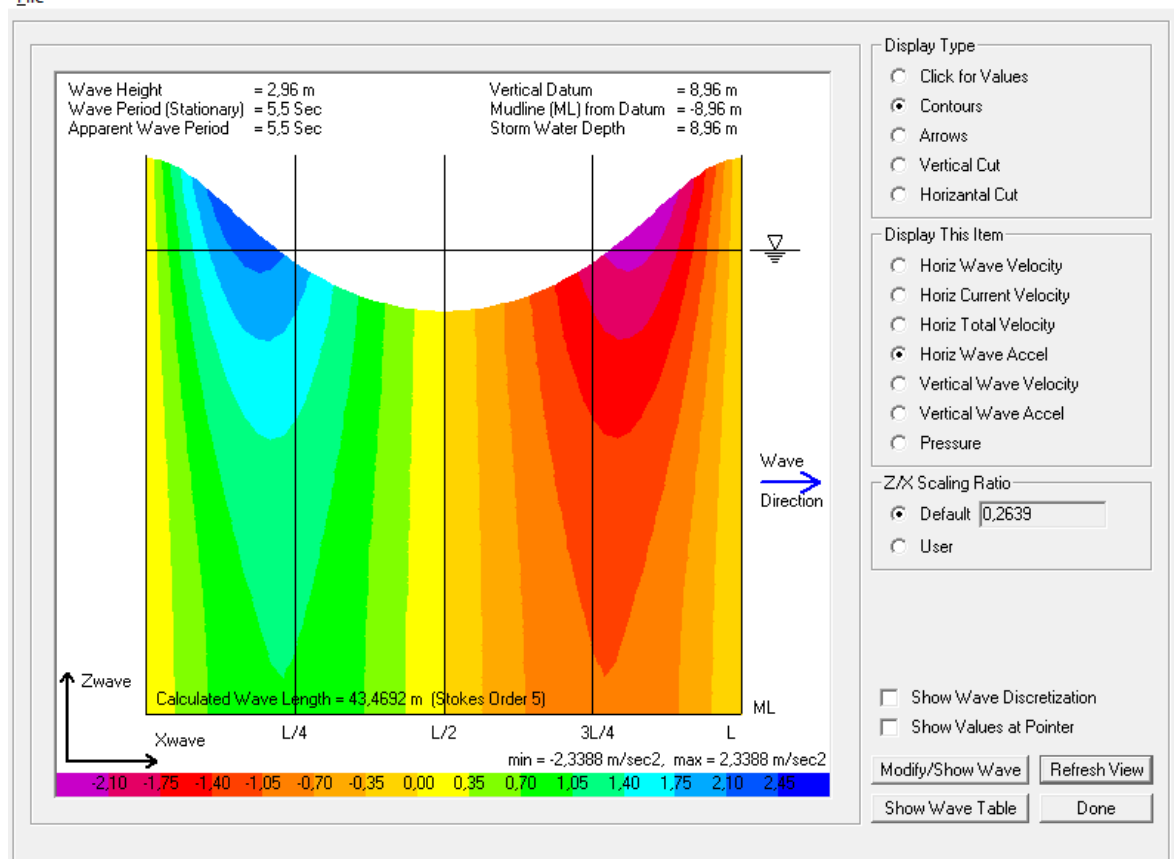 File
Wave Height = 2,96 m
Wave Period (Stationary) = 5,5 Sec
Apparent Wave Period = 5,5 Sec
Vertical Datum = 8,96 m
Mudline (ML) from Datum = -8,96 m
Storm Water Depth = 8,96 m
Wave
Direction
Zwave
Calculated Wave Length = 43,4692 m (Stokes Order 5)
ML
Xwave
L/4
L/2
3L/4
L
min = -2,3388 m/sec2, max = 2,3388 m/sec2
-2,10 -1,75 -1,40 -1,05 -0,70 -0,35 0,00 0,35 0,70 1,05 1,40 1,75 2,10 2,45
Display Type
Click for Values
Contours
Arrows
Vertical Cut
Horizantal Cut
Display This Item
Horiz Wave Velocity
Horiz Current Velocity
Horiz Total Velocity
Horiz Wave Accel
Vertical Wave Velocity
Vertical Wave Accel
Pressure
Z/X Scaling Ratio
Default 0,2639
User
Show Wave Discretization
Show Values at Pointer
Modify/Show Wave
Refresh View
Show Wave Table
Done